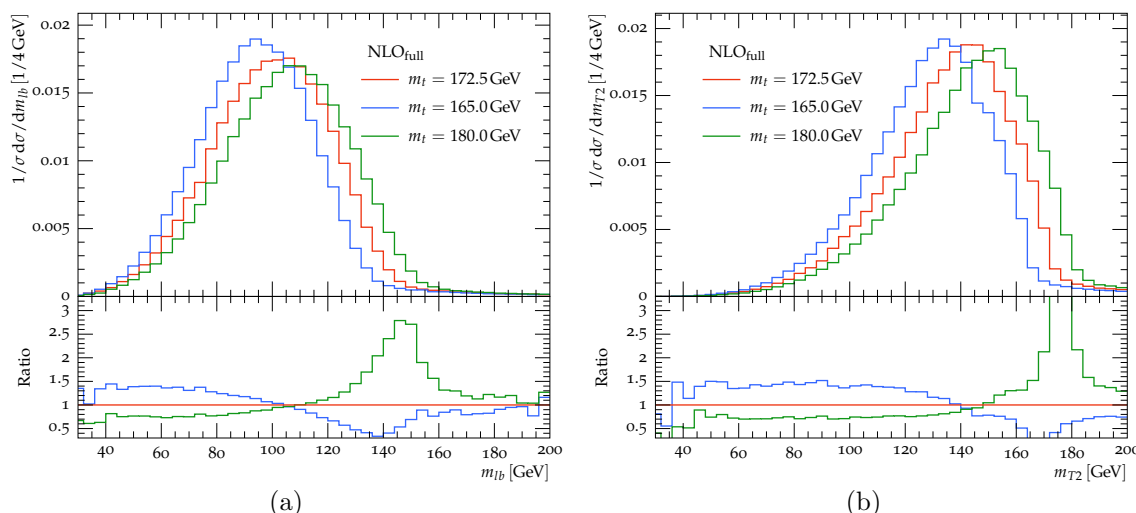 0.02
0.015
0.01
0.005
0
1/σ dσ/dm_lb [1/4 GeV]
NLO_full
m_t = 172.5 GeV
m_t = 165.0 GeV
m_t = 180.0 GeV
3
2.5
2
1.5
1
0.5
Ratio
40 60 80 100 120 140 160 180 200
m_lb [GeV]
(a)
0.02
0.015
0.01
0.005
0
1/σ dσ/dm_T2 [1/4 GeV]
NLO_full
m_t = 172.5 GeV
m_t = 165.0 GeV
m_t = 180.0 GeV
3
2.5
2
1.5
1
0.5
Ratio
40 60 80 100 120 140 160 180 200
m_T2 [GeV]
(b)